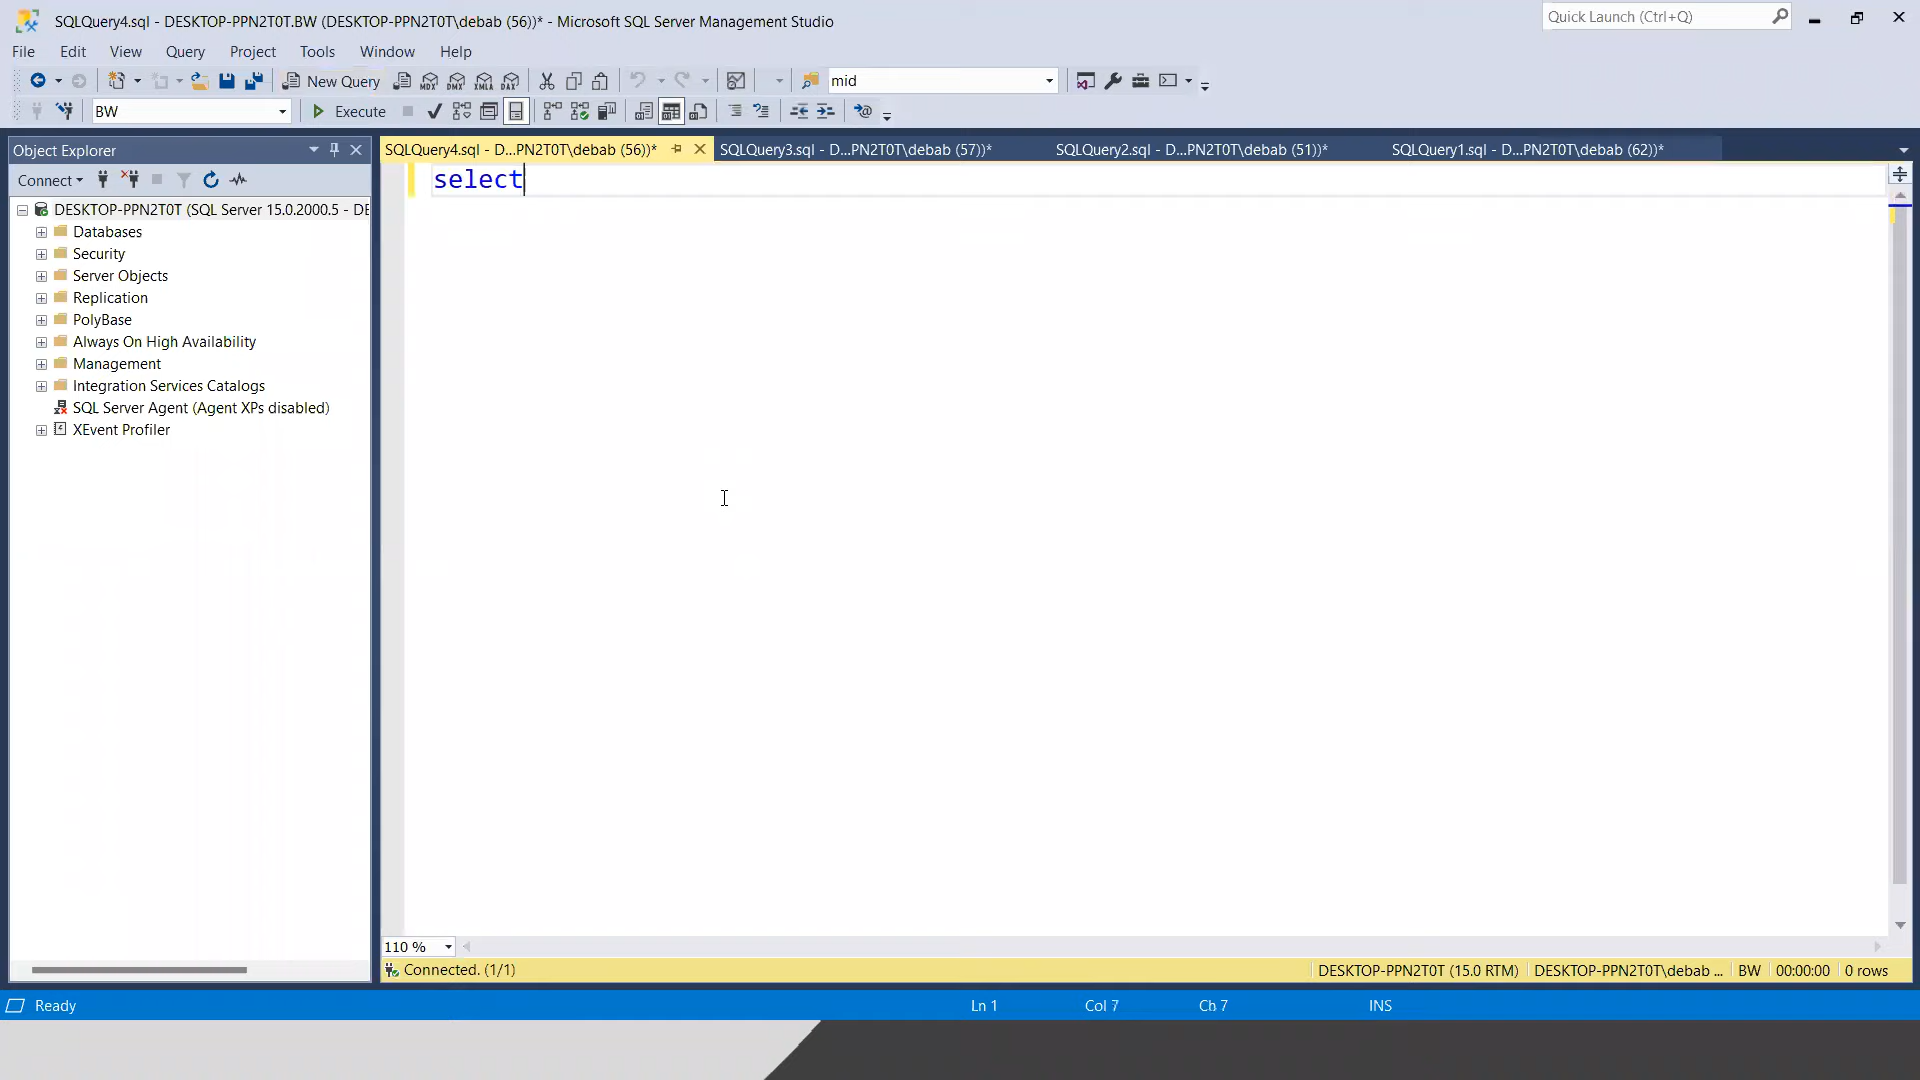 SQLQuery4.sql - DESKTOP-PPN2T0T.BW (DESKTOP-PPN2T0T\debab (56))* - Microsoft SQL Server Management Studio
Quick Launch (Ctrl+Q)
File Edit View Query Project Tools Window Help
New Query MDX DMX XMLA DAX mid
BW Execute
Object Explorer
SQLQuery4.sql - D...PN2T0T\debab (56))* SQLQuery3.sql - D...PN2T0T\debab (57))* SQLQuery2.sql - D...PN2T0T\debab (51))* SQLQuery1.sql - D...PN2T0T\debab (62))*
Connect
select
DESKTOP-PPN2T0T (SQL Server 15.0.2000.5 - DE
Databases
Security
Server Objects
Replication
PolyBase
Always On High Availability
Management
Integration Services Catalogs
SQL Server Agent (Agent XPs disabled)
XEvent Profiler
110 %
Connected. (1/1) DESKTOP-PPN2T0T (15.0 RTM) DESKTOP-PPN2T0T\debab ... BW 00:00:00 0 rows
Ready Ln 1 Col 7 Ch 7 INS